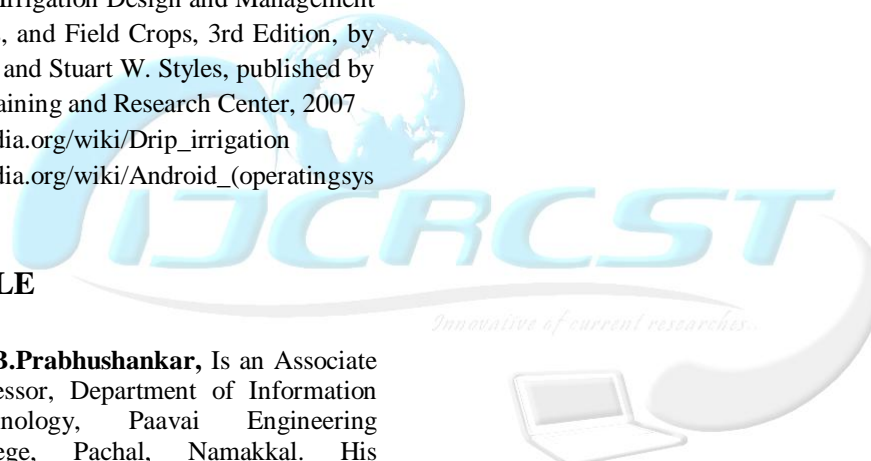 Irrigation Design and Management
, and Field Crops, 3rd Edition, by
and Stuart W. Styles, published by
raining and Research Center, 2007
dia.org/wiki/Drip_irrigation
dia.org/wiki/Android_(operatingsys
IJCRCST
LE
Innovative of current researches..
B.Prabhushankar, Is an Associate
essor, Department of Information
nology, Paavai Engineering
ege, Pachal, Namakkal. His